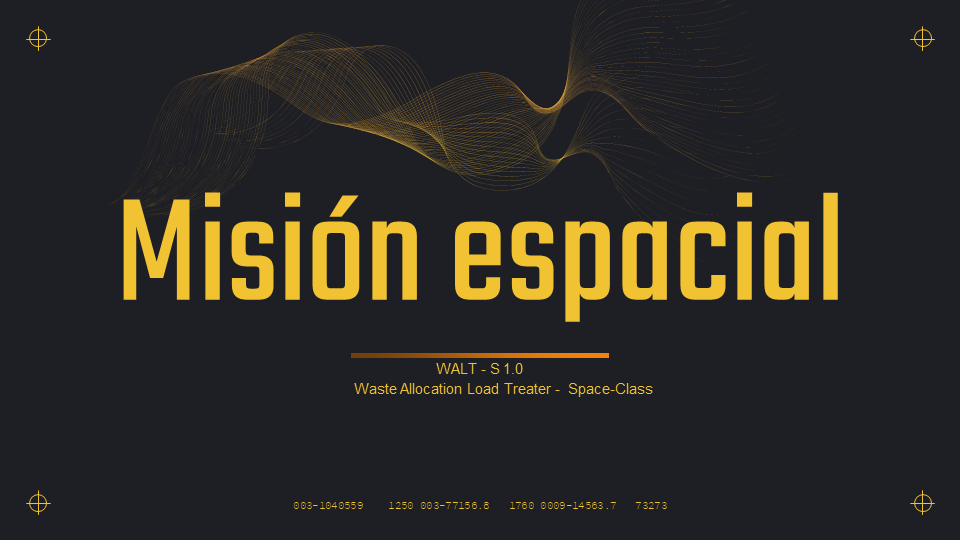 Misión espacial
WALT - S 1.0
Waste Allocation Load Treater - Space-Class
003-1040559 1250 003-77156.8 1760 0009-14563.7 73273